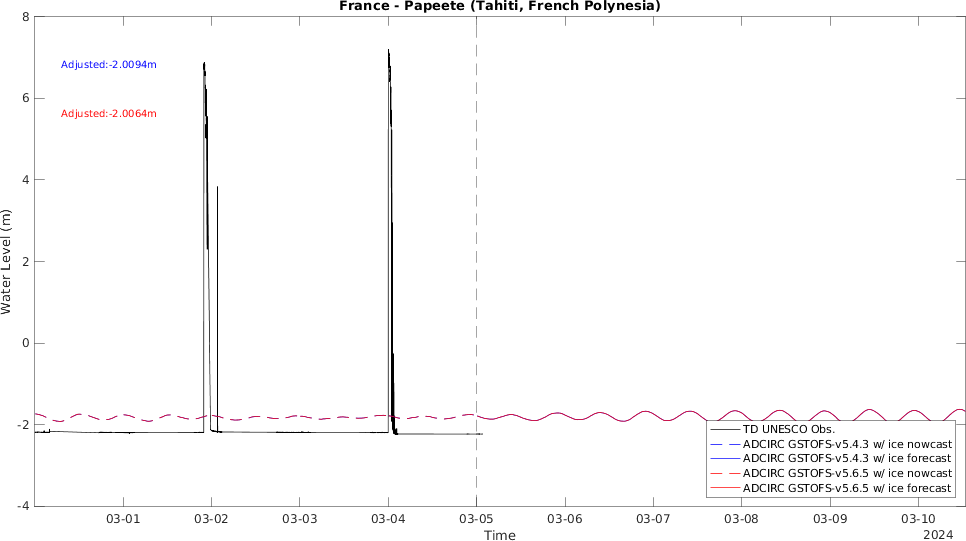 France - Papeete (Tahiti, French Polynesia)
8
6
4
2
0
-2
-4
Water Level (m)
Adjusted:-2.0094m
Adjusted:-2.0064m
TD UNESCO Obs.
ADCIRC GSTOFS-v5.4.3 w/ ice nowcast
ADCIRC GSTOFS-v5.4.3 w/ ice forecast
ADCIRC GSTOFS-v5.6.5 w/ ice nowcast
ADCIRC GSTOFS-v5.6.5 w/ ice forecast
03-01 03-02 03-03 03-04 03-05 03-06 03-07 03-08 03-09 03-10
Time
2024